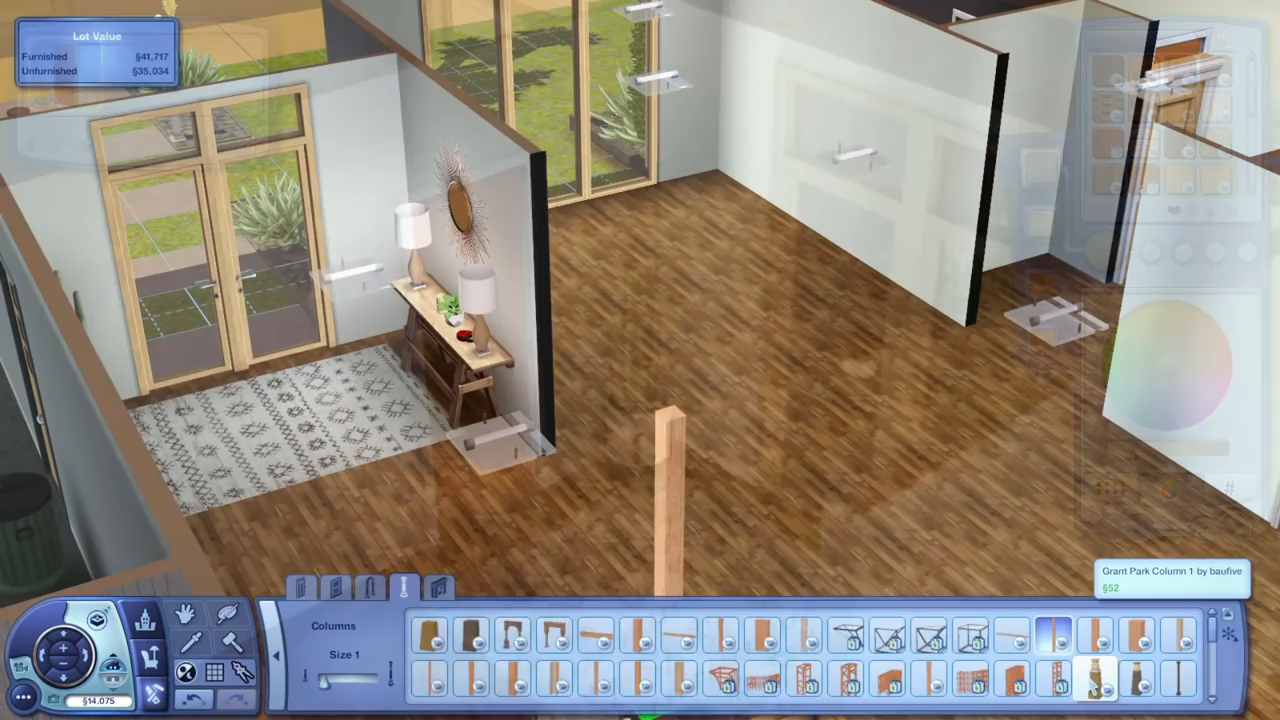 Lot Value
Furnished §41,717
Unfurnished §35,034
Grant Park Column 1 by baufive
§52
Columns
Size 1
§14,075